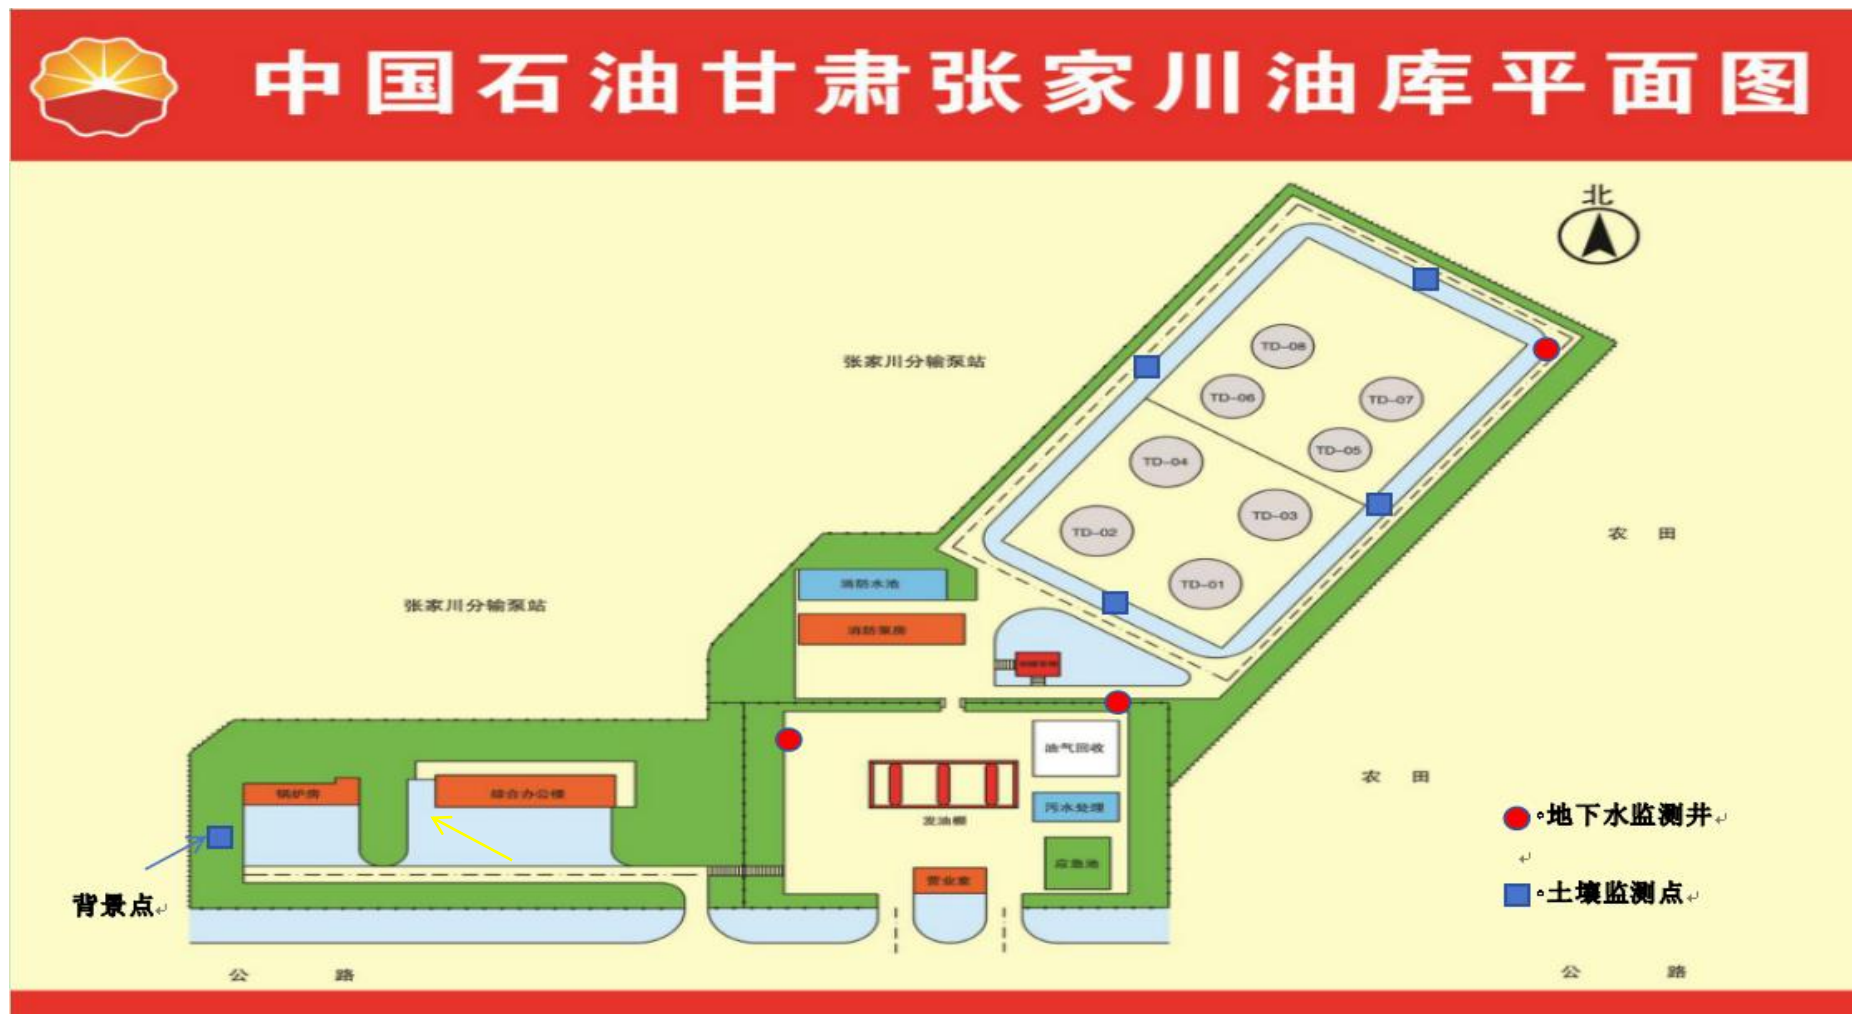 中国石油甘肃张家川油库平面图
北
张家川分输泵站
TD-08
TD-06
TD-07
TD-05
TD-04
TD-03
TD-02
TD-01
农 田
消防水池
张家川分输泵站
消防泵房
油气回收
农 田
锅炉房
综合办公楼
污水处理
发油棚
地下水监测井
应急池
营业室
背景点
土壤监测点
公 路
公 路